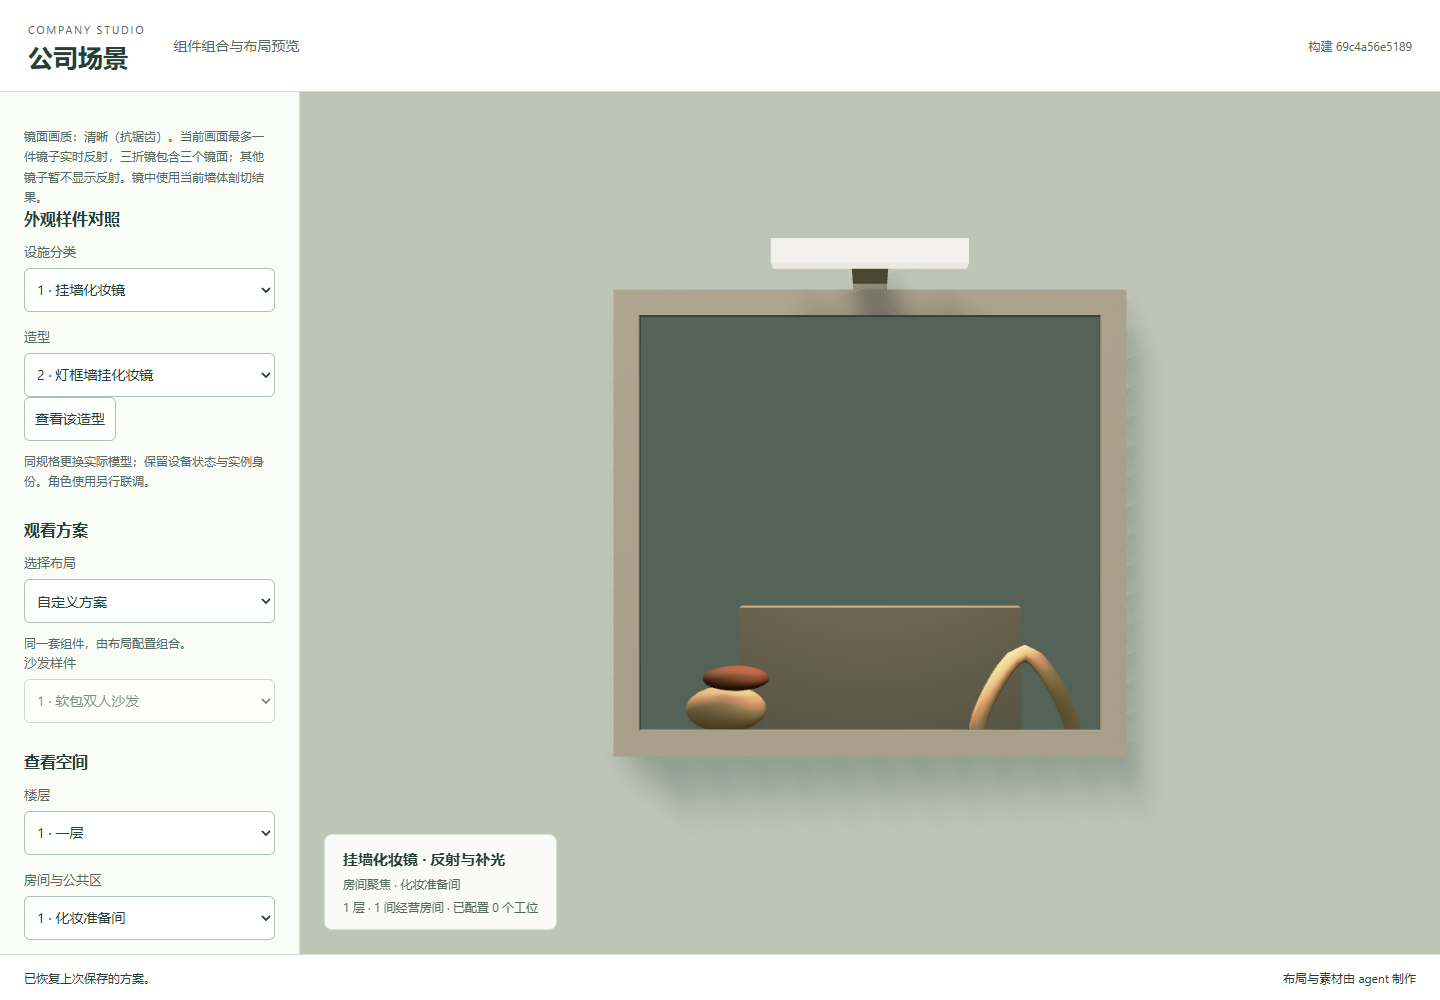 COMPANY STUDIO
公司场景
组件组合与布局预览
构建 69c4a56e5189
镜面画质：清晰（抗锯齿）。当前画面最多一
件镜子实时反射，三折镜包含三个镜面；其他
镜子暂不显示反射。镜中使用当前墙体剖切结
果。
外观样件对照
设施分类
1 · 挂墙化妆镜
造型
2 · 灯框墙挂化妆镜
查看该造型
同规格更换实际模型；保留设备状态与实例身
份。角色使用另行联调。
观看方案
选择布局
自定义方案
同一套组件，由布局配置组合。
沙发样件
1 · 软包双人沙发
查看空间
楼层
1 · 一层
房间与公共区
1 · 化妆准备间
挂墙化妆镜 · 反射与补光
房间聚焦 · 化妆准备间
1 层 · 1 间经营房间 · 已配置 0 个工位
已恢复上次保存的方案。
布局与素材由 agent 制作